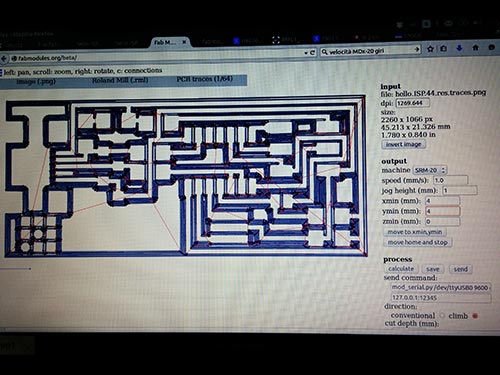 Fab M...
fabmodules.org/beta/
velocità MDx-20 giri
left: pan, scroll: zoom, right: rotate, c: connections
image (.png)
Roland Mill (.rml)
PCB traces (1/64)
input
file: hello.ISP.44.res.traces.png
dpi: 1269.644
size:
2260 x 1066 px
45.213 x 21.326 mm
1.780 x 0.840 in
invert image
output
machine SRM-20
speed (mm/s): 1.0
jog height (mm): 1
xmin (mm): 4
ymin (mm): 4
zmin (mm): 0
move to xmin,ymin
move home and stop
process
calculate save send
send command:
mod_serial.py /dev/ttyUSB0 9600
127.0.0.1:12345
direction:
conventional climb
cut depth (mm):